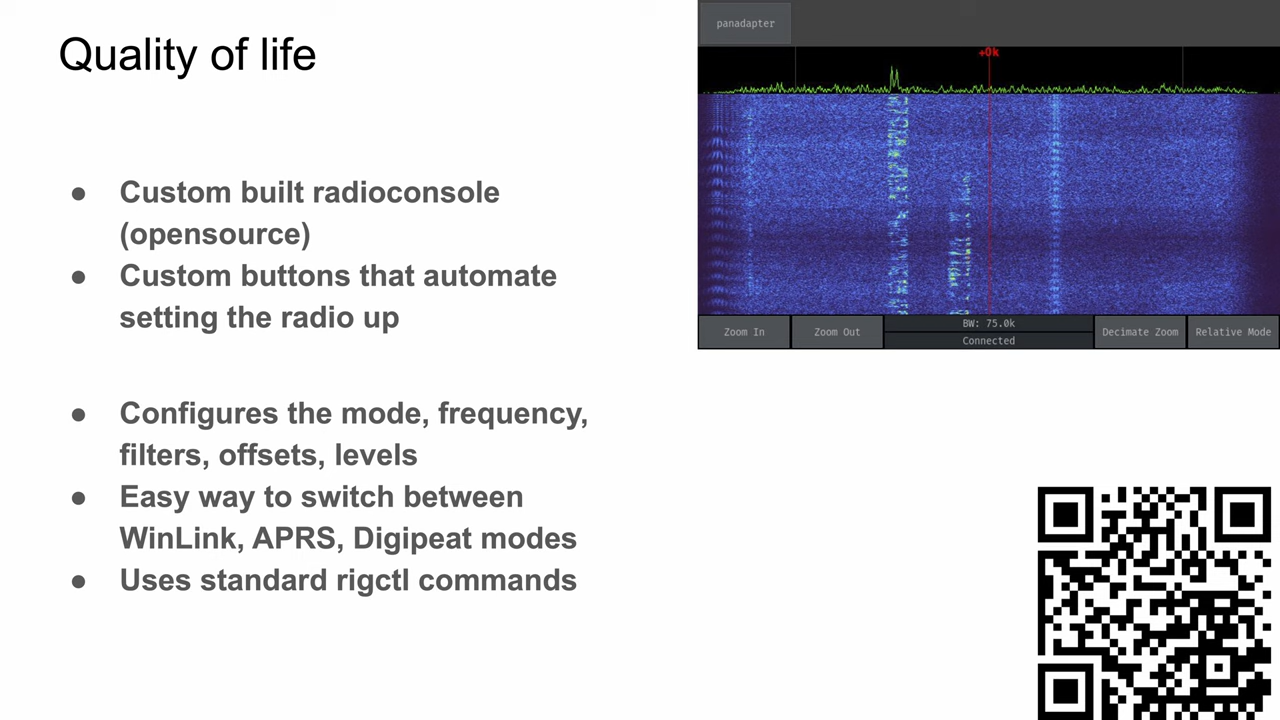 Quality of life
● Custom built radioconsole
(opensource)
● Custom buttons that automate
setting the radio up
● Configures the mode, frequency,
filters, offsets, levels
● Easy way to switch between
WinLink, APRS, Digipeat modes
● Uses standard rigctl commands
panadapter
+0k
Zoom In
Zoom Out
BW: 75.0k
Connected
Decimate Zoom
Relative Mode